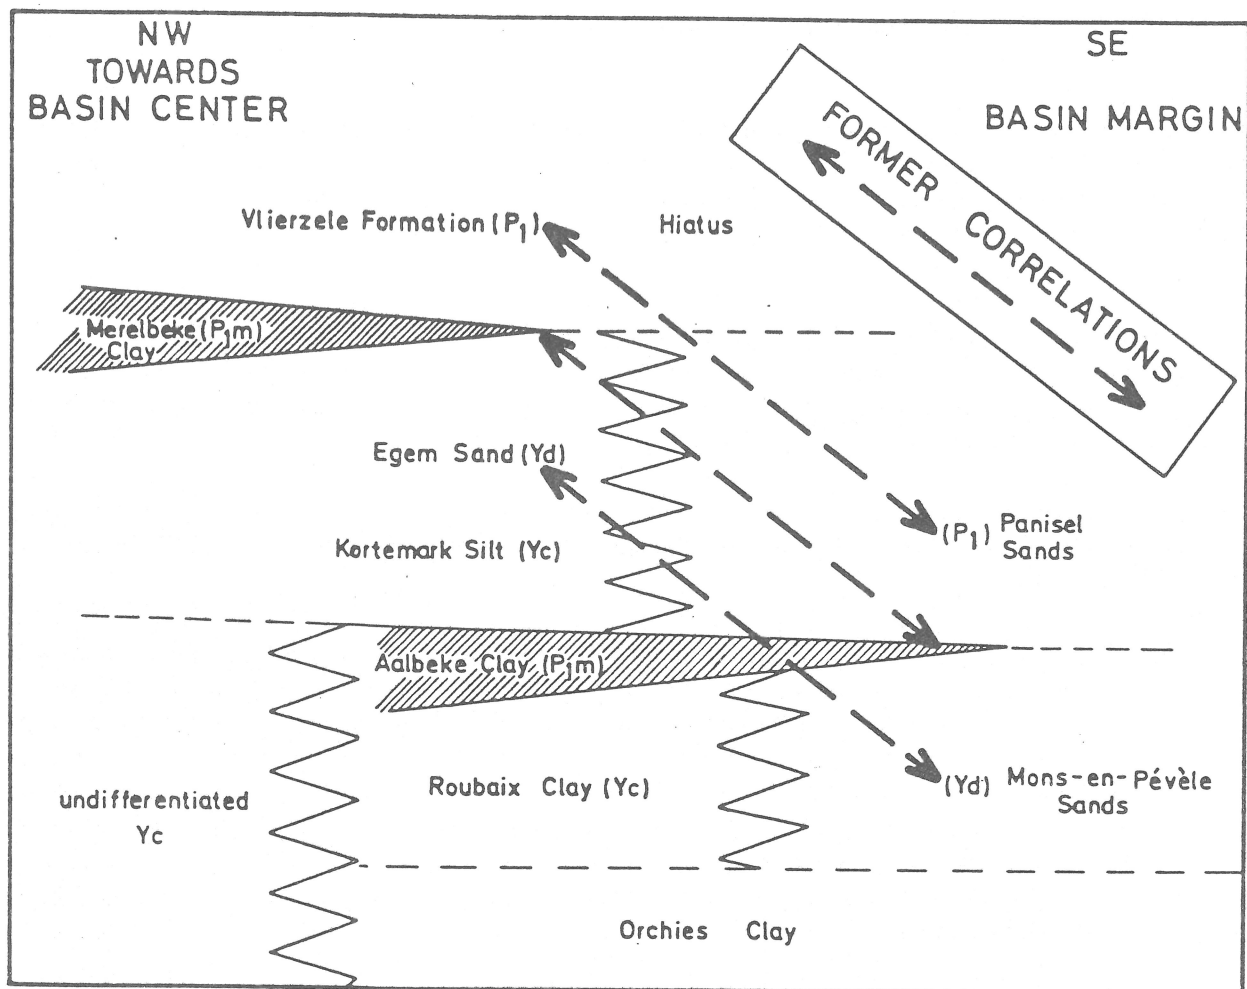 NW
TOWARDS
BASIN CENTER
SE
BASIN MARGIN
FORMER CORRELATIONS
Vlierzele Formation (P1)
Hiatus
Merelbeke (P1m)
Clay
Egem Sand (Yd)
Kortemark Silt (Yc)
(P1) Panisel
Sands
Aalbeke Clay (P1m)
undifferentiated
Yc
Roubaix Clay (Yc)
(Yd) Mons-en-Pévèle
Sands
Orchies Clay